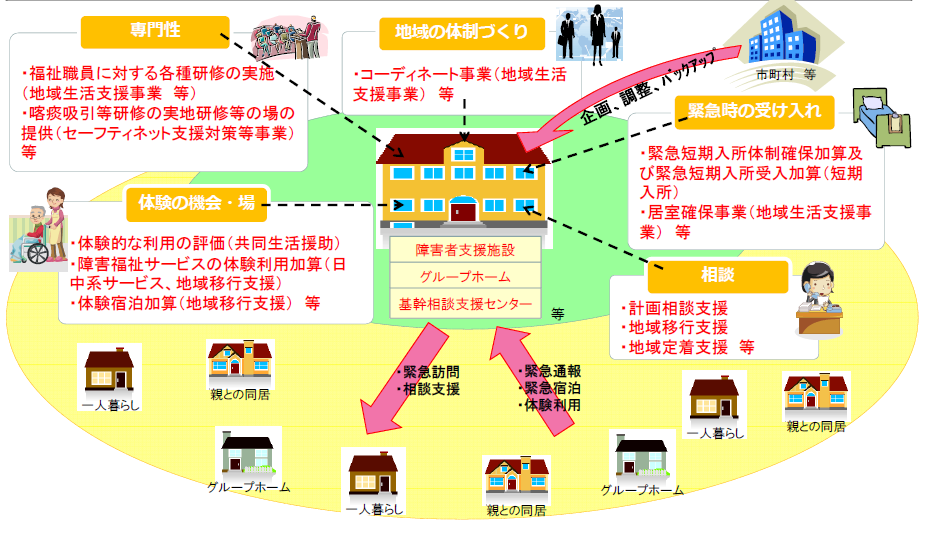 専門性
・福祉職員に対する各種研修の実施
（地域生活支援事業　等）
・喀痰吸引等研修の実地研修等の場の
提供（セーフティネット支援対策等事業）
等
地域の体制づくり
・コーディネート事業（地域生活
支援事業）　等
企画、調整、バックアップ
市町村　等
緊急時の受け入れ
・緊急短期入所体制確保加算及
び緊急短期入所受入加算（短期
入所）
・居室確保事業（地域生活支援事
業）　等
体験の機会・場
・体験的な利用の評価（共同生活援助）
・障害福祉サービスの体験利用加算（日
中系サービス、地域移行支援）
・体験宿泊加算（地域移行支援）　等
障害者支援施設
グループホーム
基幹相談支援センター
等
相談
・計画相談支援
・地域移行支援
・地域定着支援　等
・緊急訪問
・相談支援
・緊急通報
・緊急宿泊
・体験利用
一人暮らし
親との同居
グループホーム
一人暮らし
親との同居
グループホーム
一人暮らし
親との同居